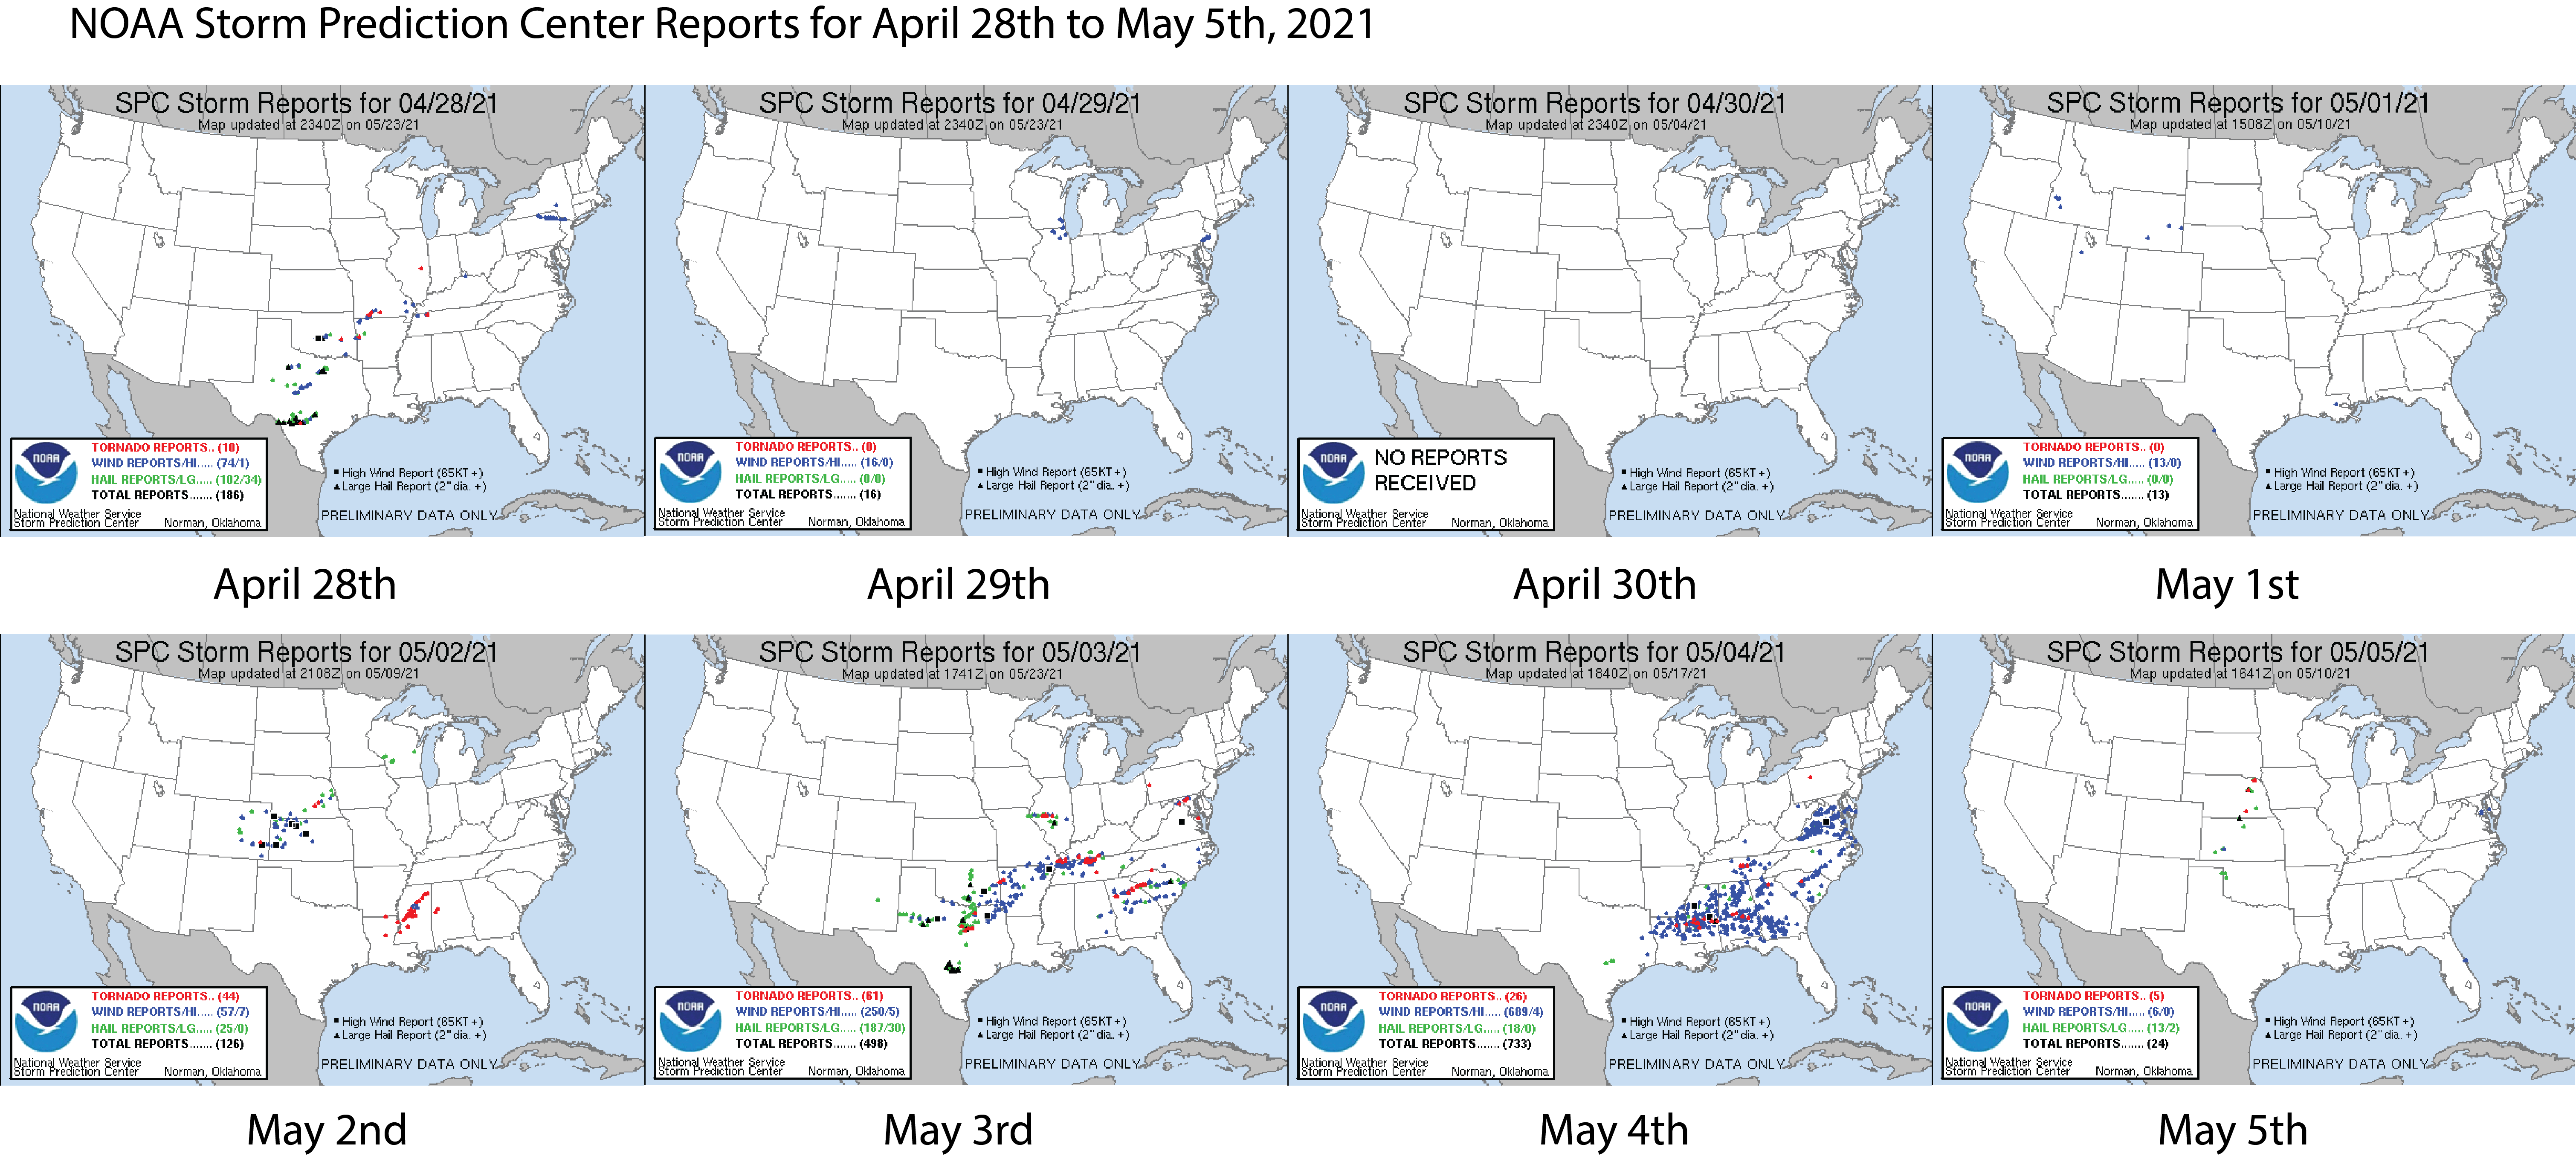 NOAA Storm Prediction Center Reports for April 28th to May 5th, 2021
SPC Storm Reports for 04/28/21
Map updated at 2340Z on 05/23/21
NOAA
TORNADO REPORTS.. (10)
WIND REPORTS/HI..... (74/1)
HAIL REPORTS/LG..... (102/34)
TOTAL REPORTS....... (186)
National Weather Service
Storm Prediction Center Norman, Oklahoma
High Wind Report (65KT +)
Large Hail Report (2" dia. +)
PRELIMINARY DATA ONLY
April 28th
SPC Storm Reports for 04/29/21
Map updated at 2340Z on 05/23/21
NOAA
TORNADO REPORTS.. (0)
WIND REPORTS/HI..... (16/0)
HAIL REPORTS/LG..... (0/0)
TOTAL REPORTS....... (16)
National Weather Service
Storm Prediction Center Norman, Oklahoma
High Wind Report (65KT +)
Large Hail Report (2" dia. +)
PRELIMINARY DATA ONLY
April 29th
SPC Storm Reports for 04/30/21
Map updated at 2340Z on 05/04/21
NOAA
NO REPORTS
RECEIVED
National Weather Service
Storm Prediction Center Norman, Oklahoma
High Wind Report (65KT +)
Large Hail Report (2" dia. +)
PRELIMINARY DATA ONLY
April 30th
SPC Storm Reports for 05/01/21
Map updated at 1508Z on 05/10/21
NOAA
TORNADO REPORTS.. (0)
WIND REPORTS/HI..... (13/0)
HAIL REPORTS/LG..... (0/0)
TOTAL REPORTS....... (13)
National Weather Service
Storm Prediction Center Norman, Oklahoma
High Wind Report (65KT +)
Large Hail Report (2" dia. +)
PRELIMINARY DATA ONLY
May 1st
SPC Storm Reports for 05/02/21
Map updated at 2108Z on 05/09/21
NOAA
TORNADO REPORTS.. (44)
WIND REPORTS/HI..... (57/7)
HAIL REPORTS/LG..... (25/0)
TOTAL REPORTS....... (126)
National Weather Service
Storm Prediction Center Norman, Oklahoma
High Wind Report (65KT +)
Large Hail Report (2" dia. +)
PRELIMINARY DATA ONLY
May 2nd
SPC Storm Reports for 05/03/21
Map updated at 1741Z on 05/23/21
NOAA
TORNADO REPORTS.. (61)
WIND REPORTS/HI..... (250/5)
HAIL REPORTS/LG..... (187/30)
TOTAL REPORTS....... (498)
National Weather Service
Storm Prediction Center Norman, Oklahoma
High Wind Report (65KT +)
Large Hail Report (2" dia. +)
PRELIMINARY DATA ONLY
May 3rd
SPC Storm Reports for 05/04/21
Map updated at 1840Z on 05/17/21
NOAA
TORNADO REPORTS.. (26)
WIND REPORTS/HI..... (689/4)
HAIL REPORTS/LG..... (18/0)
TOTAL REPORTS....... (733)
National Weather Service
Storm Prediction Center Norman, Oklahoma
High Wind Report (65KT +)
Large Hail Report (2" dia. +)
PRELIMINARY DATA ONLY
May 4th
SPC Storm Reports for 05/05/21
Map updated at 1641Z on 05/10/21
NOAA
TORNADO REPORTS.. (5)
WIND REPORTS/HI..... (6/0)
HAIL REPORTS/LG..... (13/2)
TOTAL REPORTS....... (24)
National Weather Service
Storm Prediction Center Norman, Oklahoma
High Wind Report (65KT +)
Large Hail Report (2" dia. +)
PRELIMINARY DATA ONLY
May 5th